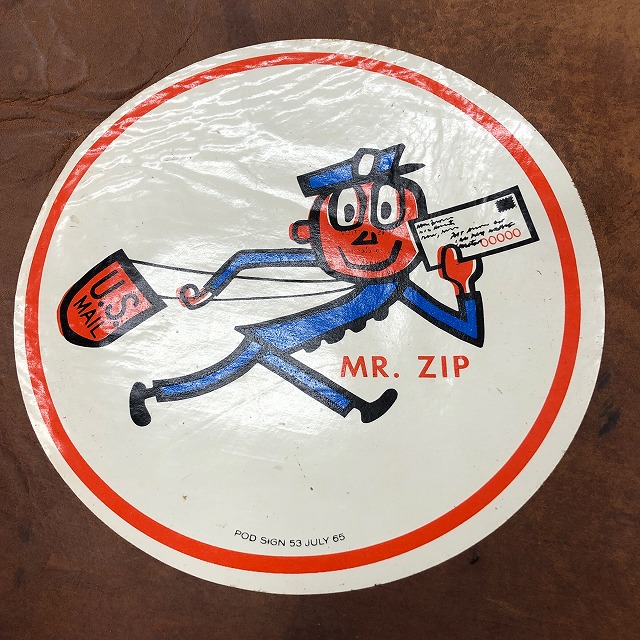 U.S.
MAIL
00000
MR. ZIP
POD SIGN 53 JULY 65